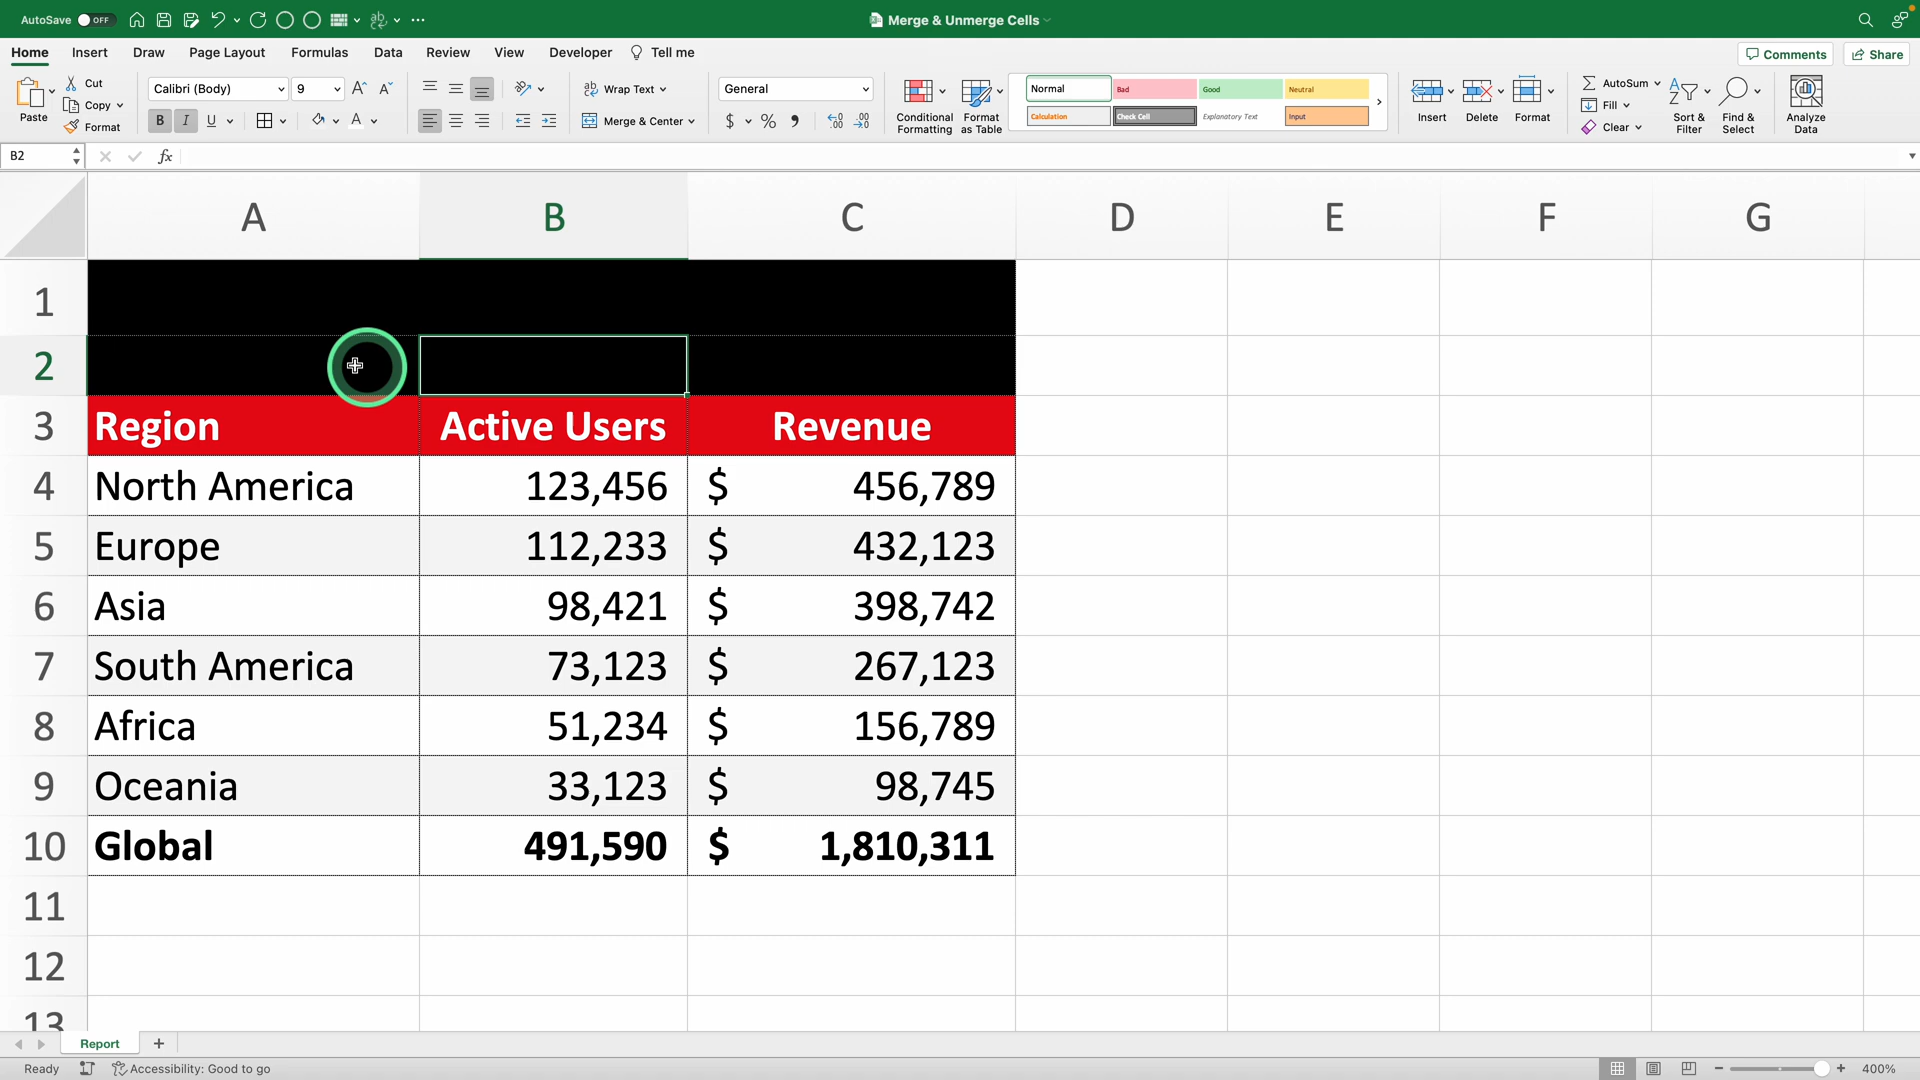 AutoSave OFF
Merge & Unmerge Cells
Home Insert Draw Page Layout Formulas Data Review View Developer Tell me
Comments Share
Paste
Cut
Copy
Format
Calibri (Body) 9
B I U
Wrap Text
Merge & Center
General
$ % ,
Conditional Formatting
Format as Table
Normal Bad Good Neutral
Calculation Check Cell Explanatory Text Input
Insert Delete Format
AutoSum
Fill
Clear
Sort & Filter
Find & Select
Analyze Data
B2 fx
A B C D E F G
1
2
3 Region Active Users Revenue
4 North America 123,456 $ 456,789
5 Europe 112,233 $ 432,123
6 Asia 98,421 $ 398,742
7 South America 73,123 $ 267,123
8 Africa 51,234 $ 156,789
9 Oceania 33,123 $ 98,745
10 Global 491,590 $ 1,810,311
11
12
13
Report +
Ready Accessibility: Good to go 400%